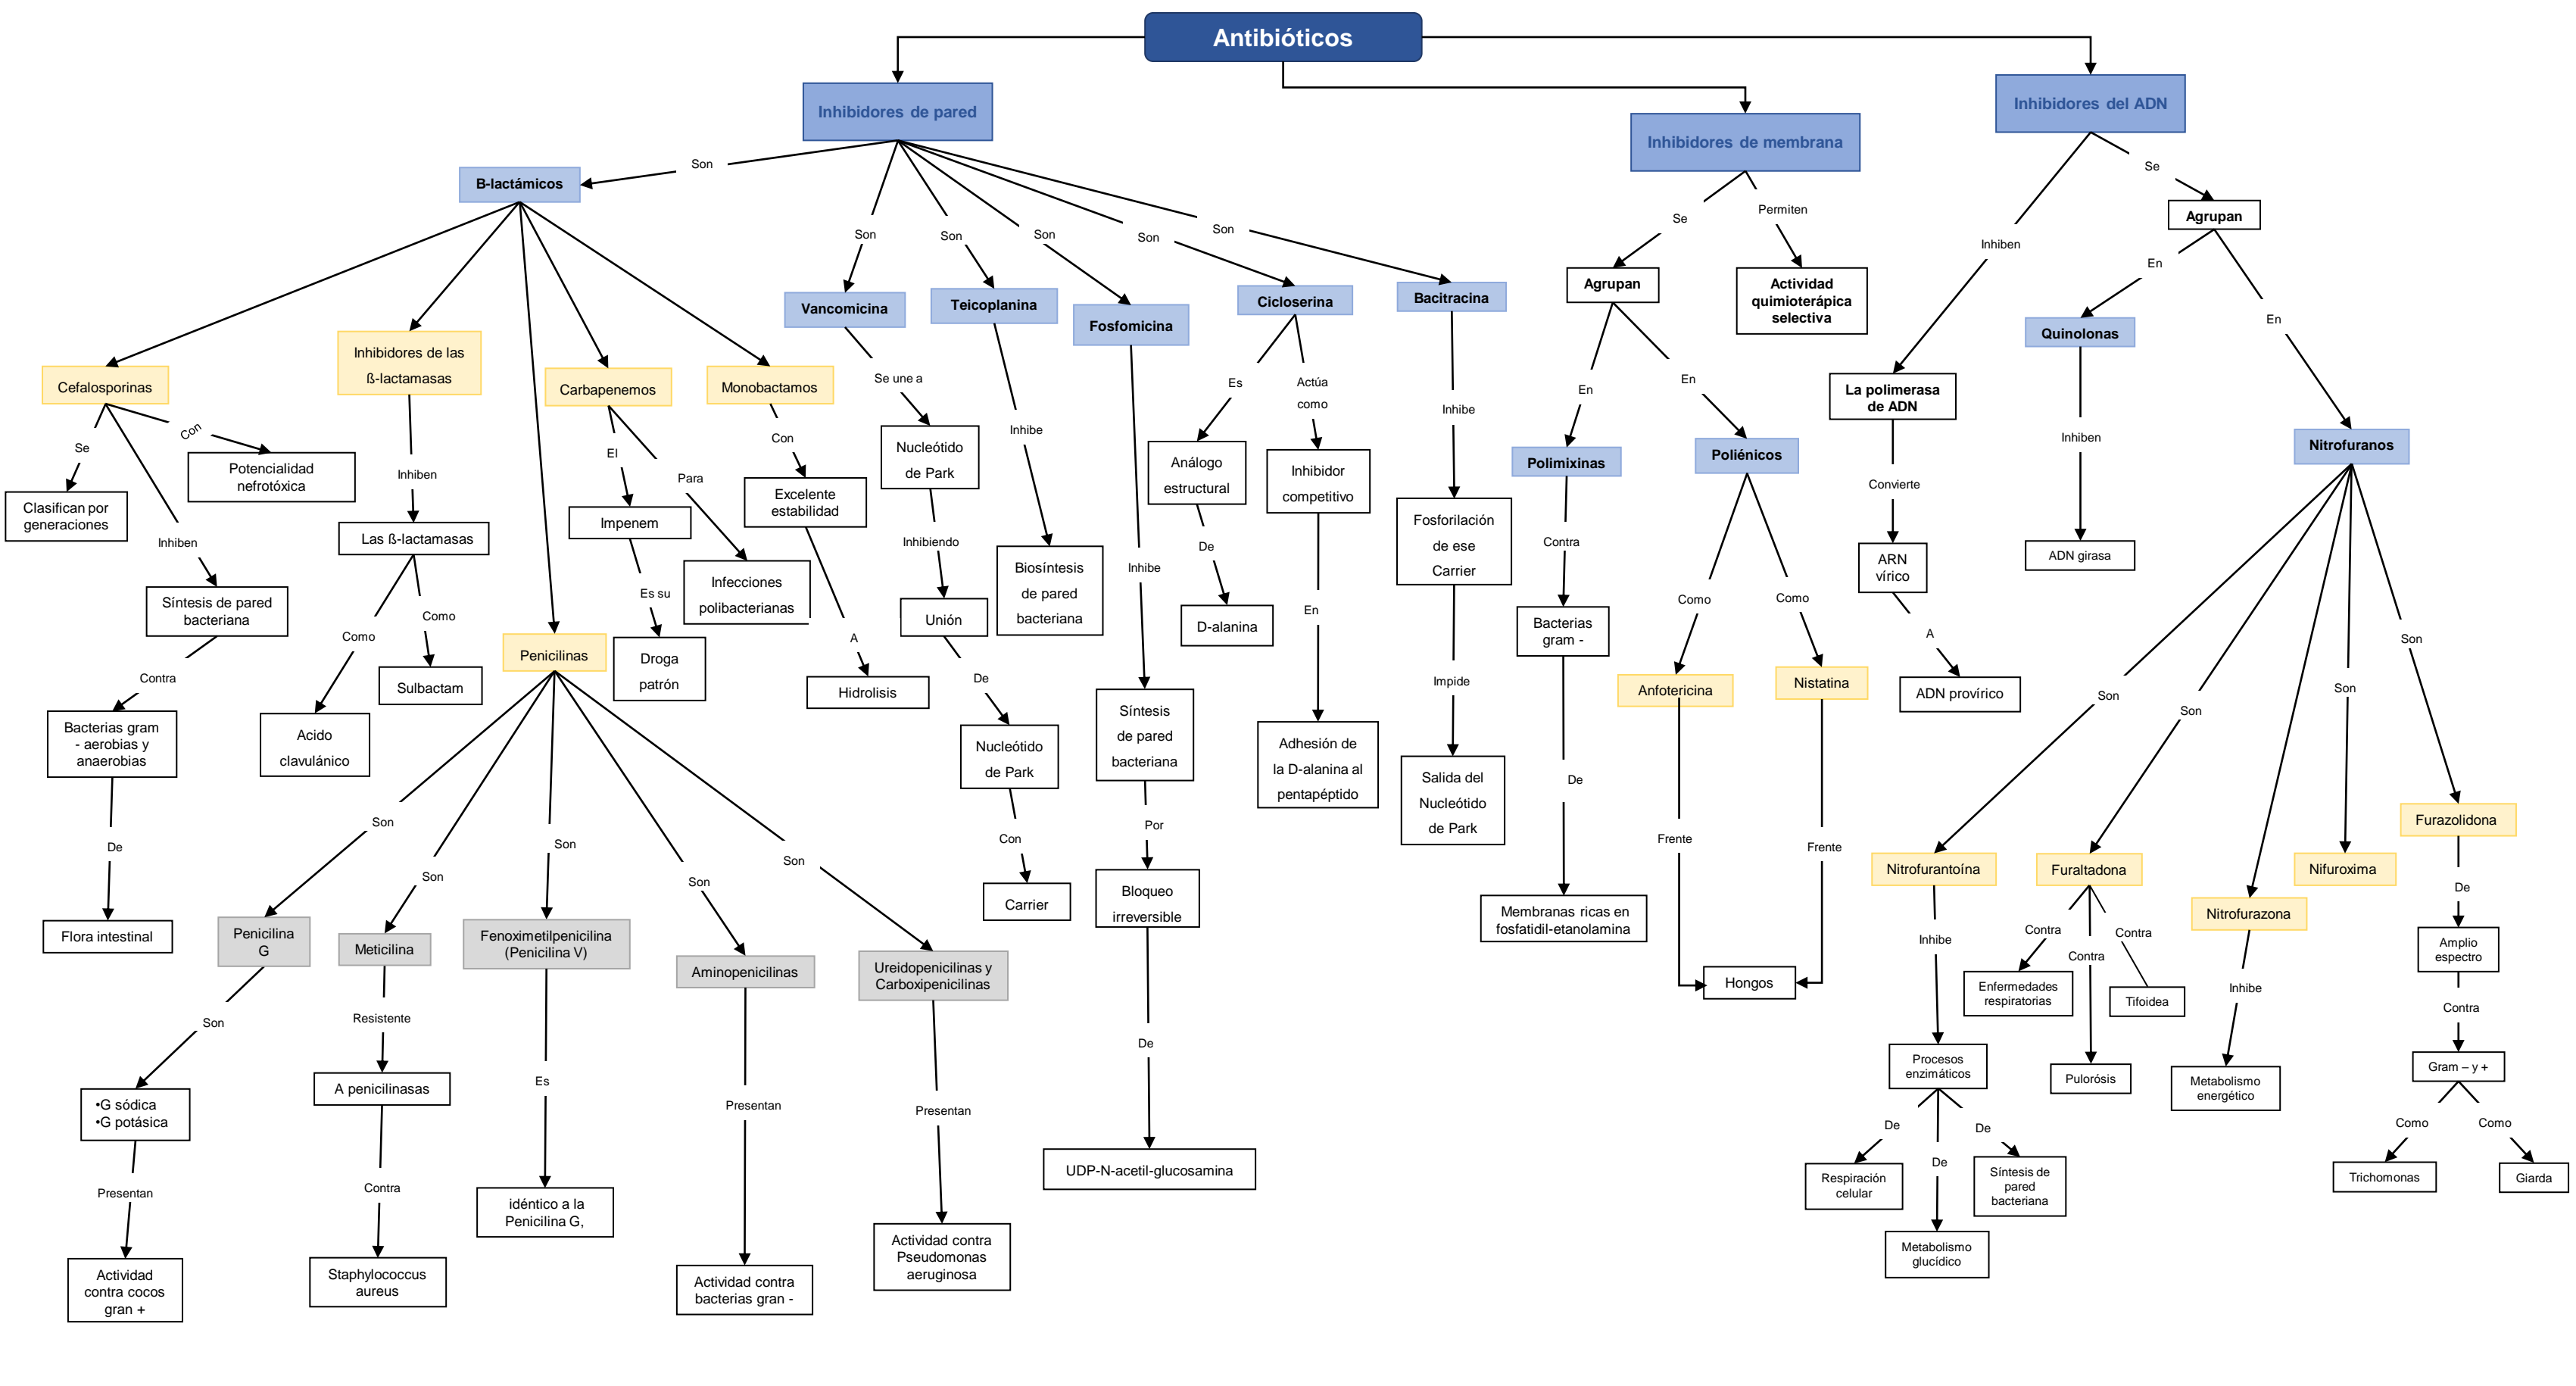 Antibióticos
Inhibidores de pared
Inhibidores de membrana
Inhibidores del ADN
Son
B-lactámicos
Son
Son
Son
Son
Son
Vancomicina
Teicoplanina
Fosfomicina
Cicloserina
Bacitracina
Se
Permiten
Agrupan
Actividad
quimioterápica
selectiva
Inhiben
Se
Agrupan
En
En
Quinolonas
La polimerasa
de ADN
Nitrofuranos
Cefalosporinas
Inhibidores de las
ß-lactamasas
Carbapenemos
Monobactamos
Se
Con
Clasifican por
generaciones
Potencialidad
nefrotóxica
Inhiben
Síntesis de pared
bacteriana
Contra
Bacterias gram
- aerobias y
anaerobias
De
Flora intestinal
Inhiben
Las ß-lactamasas
Como
Como
Acido
clavulánico
Sulbactam
El
Para
Impenem
Infecciones
polibacterianas
Es su
Droga
patrón
Con
Excelente
estabilidad
A
Hidrolisis
Se une a
Nucleótido
de Park
Inhibiendo
Unión
De
Nucleótido
de Park
Con
Carrier
Inhibe
Biosíntesis
de pared
bacteriana
Inhibe
Síntesis
de pared
bacteriana
Por
Bloqueo
irreversible
De
UDP-N-acetil-glucosamina
Es
Actúa
como
Análogo
estructural
Inhibidor
competitivo
De
D-alanina
En
Adhesión de
la D-alanina al
pentapéptido
Inhibe
Fosforilación
de ese
Carrier
Impide
Salida del
Nucleótido
de Park
En
En
Polimixinas
Poliénicos
Contra
Bacterias
gram -
De
Membranas ricas en
fosfatidil-etanolamina
Como
Como
Anfotericina
Nistatina
Frente
Frente
Hongos
Convierte
ARN
vírico
A
ADN provírico
Inhiben
ADN girasa
Penicilinas
Son
Son
Son
Son
Son
Penicilina
G
Meticilina
Fenoximetilpenicilina
(Penicilina V)
Aminopenicilinas
Ureidopenicilinas y
Carboxipenicilinas
Son
•G sódica
•G potásica
Presentan
Actividad
contra cocos
gran +
Resistente
A penicilinasas
Contra
Staphylococcus
aureus
Es
idéntico a la
Penicilina G,
Presentan
Actividad contra
bacterias gran -
Presentan
Actividad contra
Pseudomonas
aeruginosa
Son
Son
Son
Son
Nitrofurantoína
Furaltadona
Nitrofurazona
Nifuroxima
Furazolidona
Inhibe
Procesos
enzimáticos
De
De
De
Respiración
celular
Metabolismo
glucídico
Síntesis de
pared
bacteriana
Contra
Contra
Contra
Enfermedades
respiratorias
Pulorósis
Tifoidea
Inhibe
Metabolismo
energético
De
Amplio
espectro
Contra
Gram – y +
Como
Como
Trichomonas
Giarda